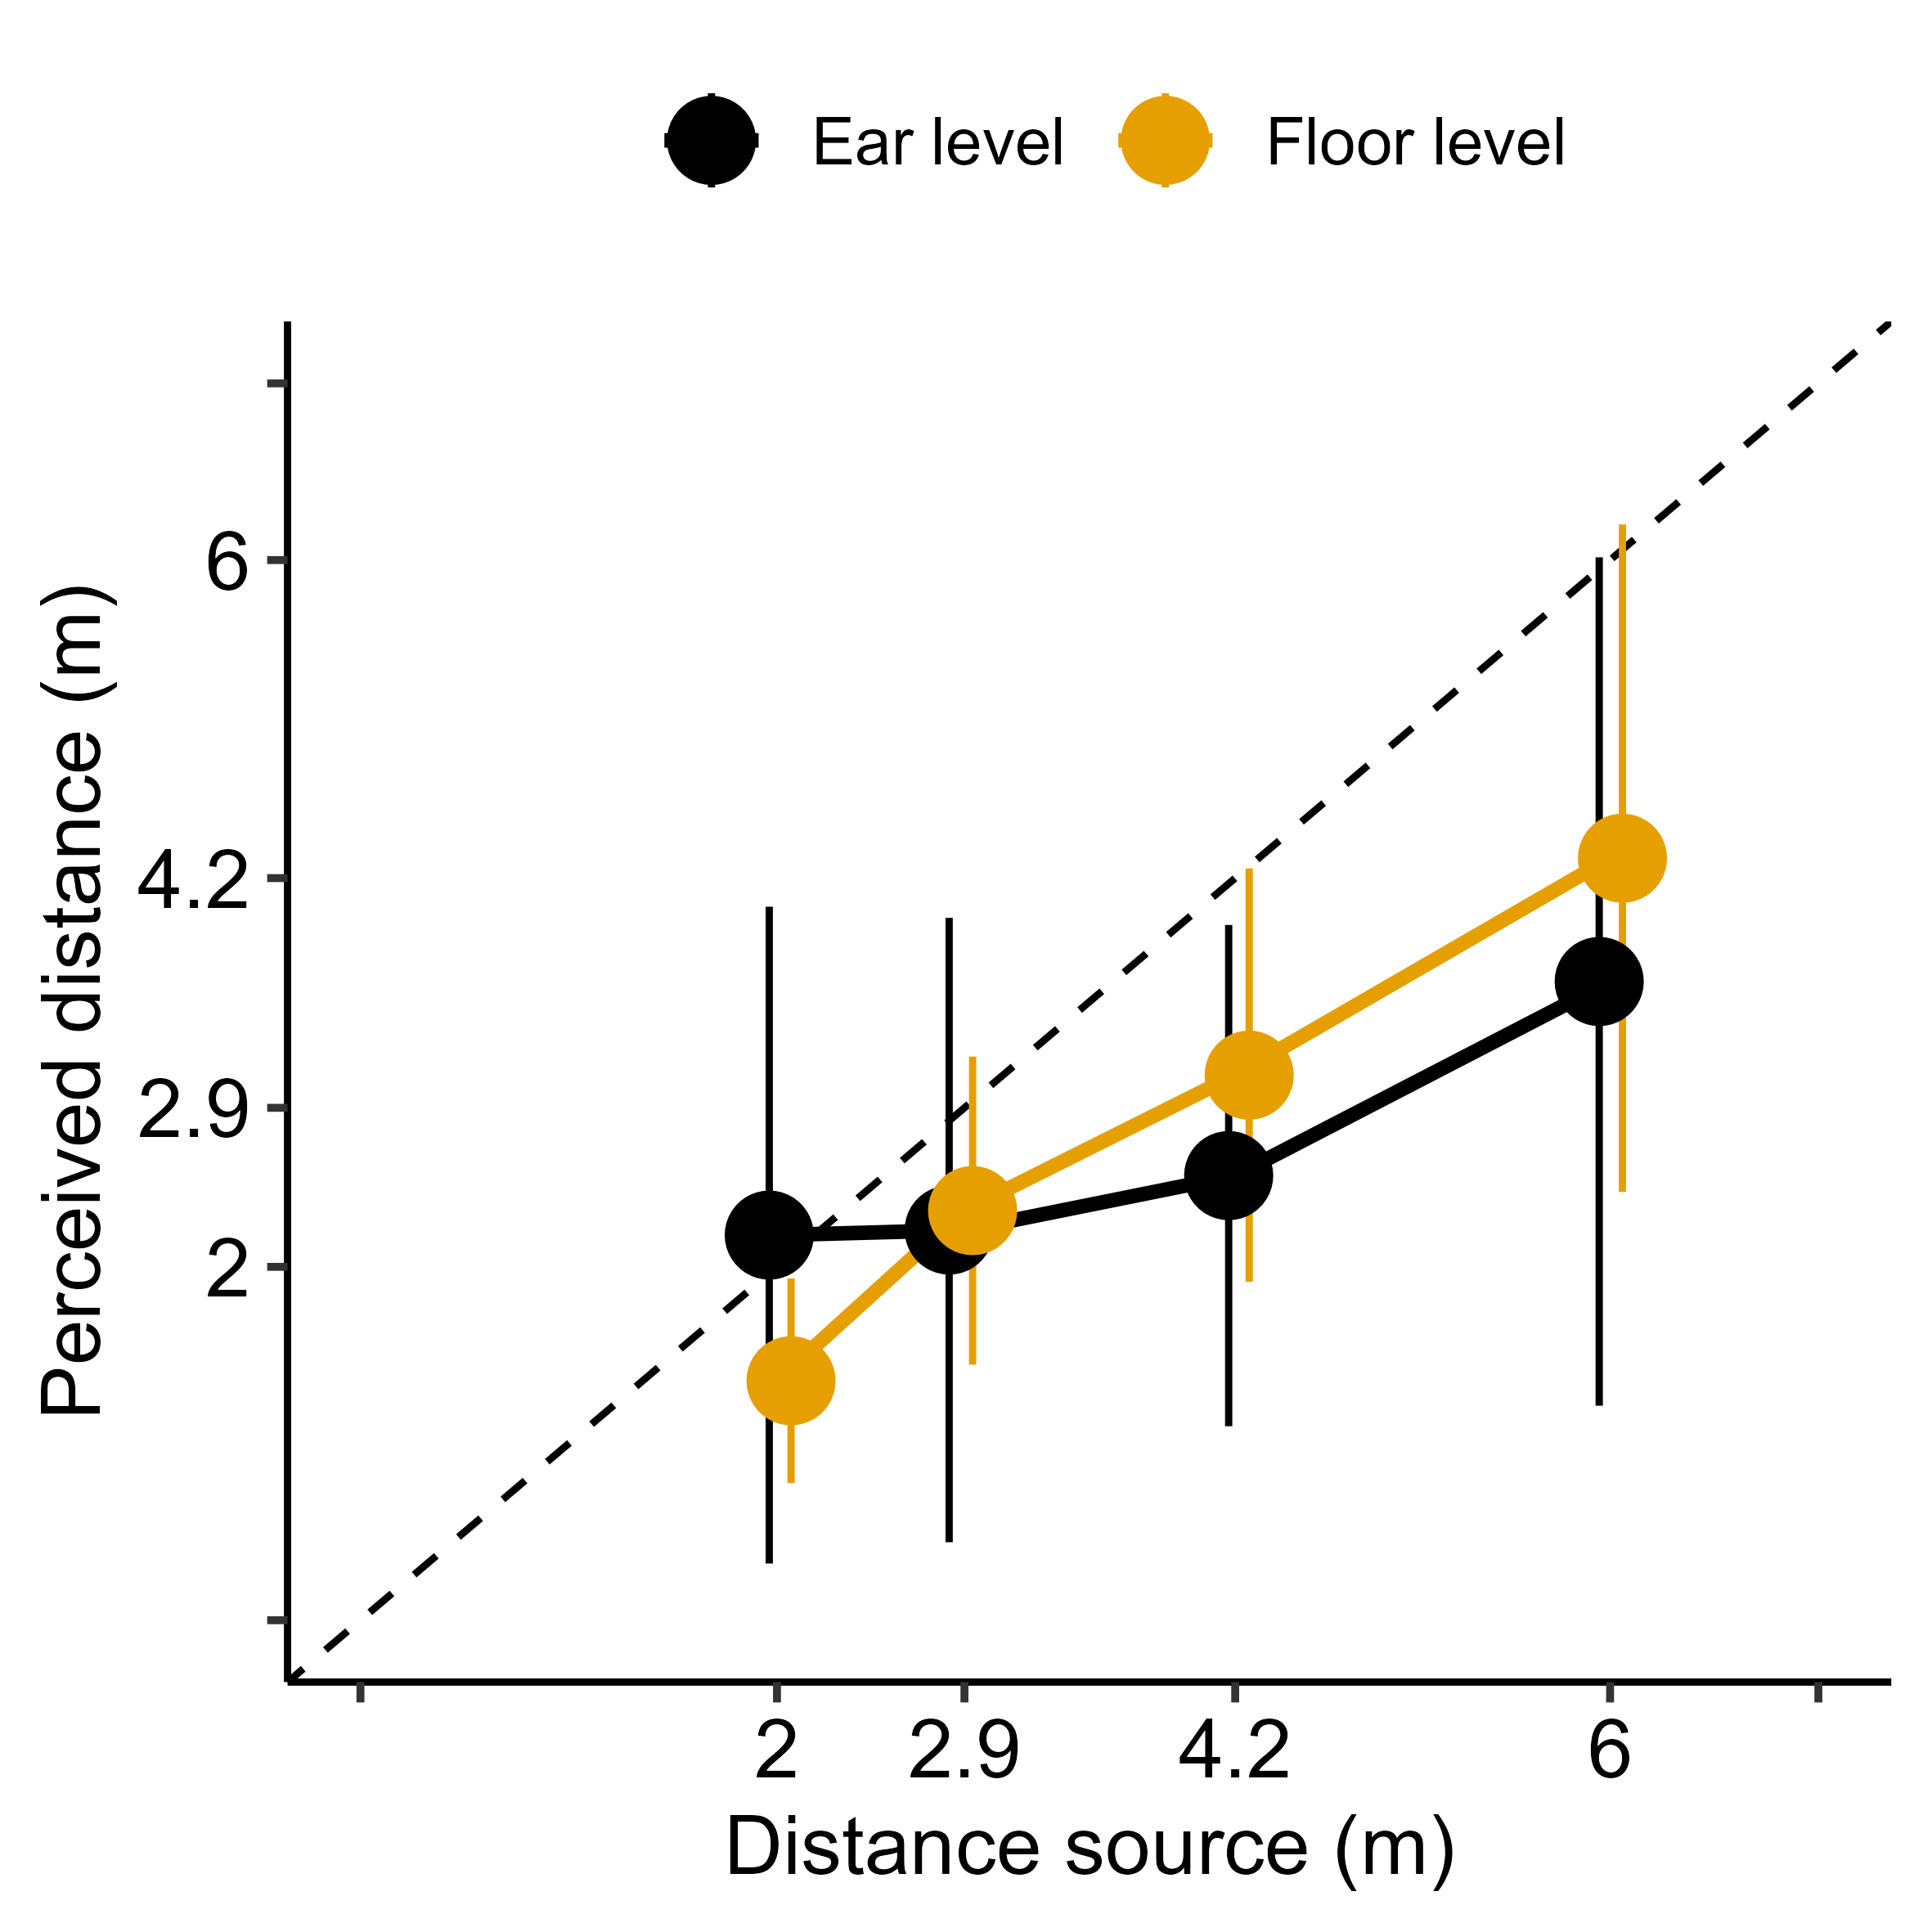 Ear level Floor level
Perceived distance (m)
6
4.2
2.9
2
2 2.9 4.2 6
Distance source (m)